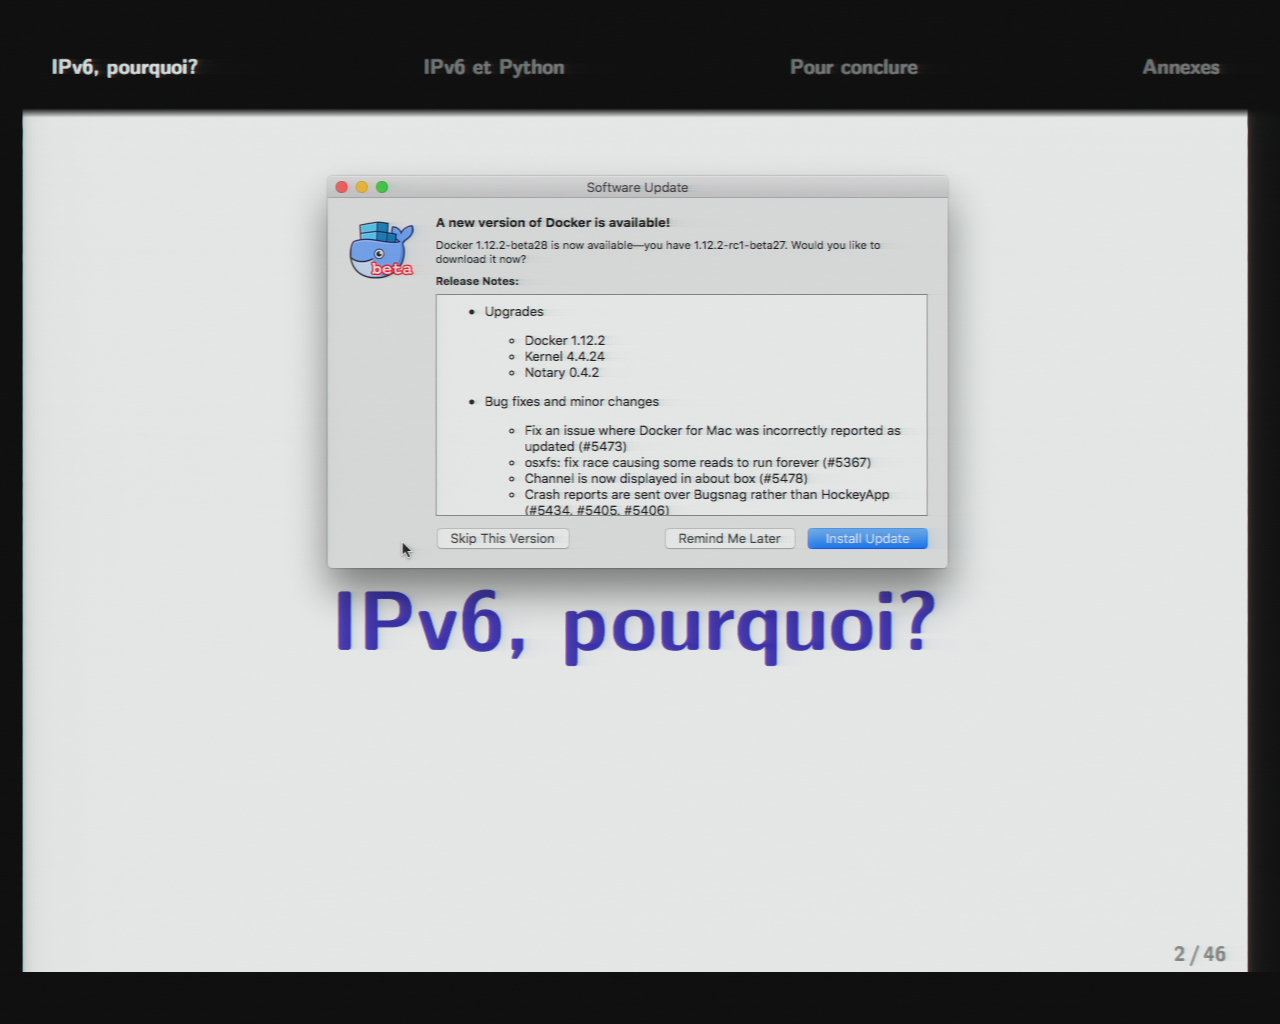 IPv6, pourquoi?
IPv6 et Python
Pour conclure
Annexes
Software Update
beta
A new version of Docker is available!
Docker 1.12.2-beta28 is now available—you have 1.12.2-rc1-beta27. Would you like to
download it now?
Release Notes:
• Upgrades
◦ Docker 1.12.2
◦ Kernel 4.4.24
◦ Notary 0.4.2
• Bug fixes and minor changes
◦ Fix an issue where Docker for Mac was incorrectly reported as
updated (#5473)
◦ osxfs: fix race causing some reads to run forever (#5367)
◦ Channel is now displayed in about box (#5478)
◦ Crash reports are sent over Bugsnag rather than HockeyApp
(#5434, #5405, #5406)
Skip This Version
Remind Me Later
Install Update
IPv6, pourquoi?
2 / 46